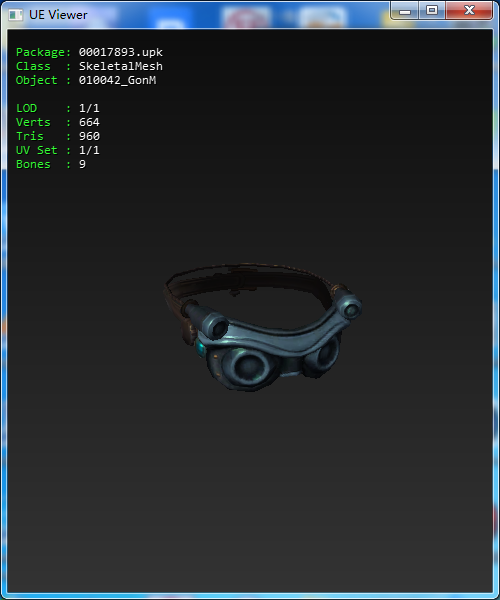 UE Viewer
Package: 00017893.upk
Class : SkeletalMesh
Object : 010042_GonM
LOD : 1/1
Verts : 664
Tris : 960
UV Set : 1/1
Bones : 9